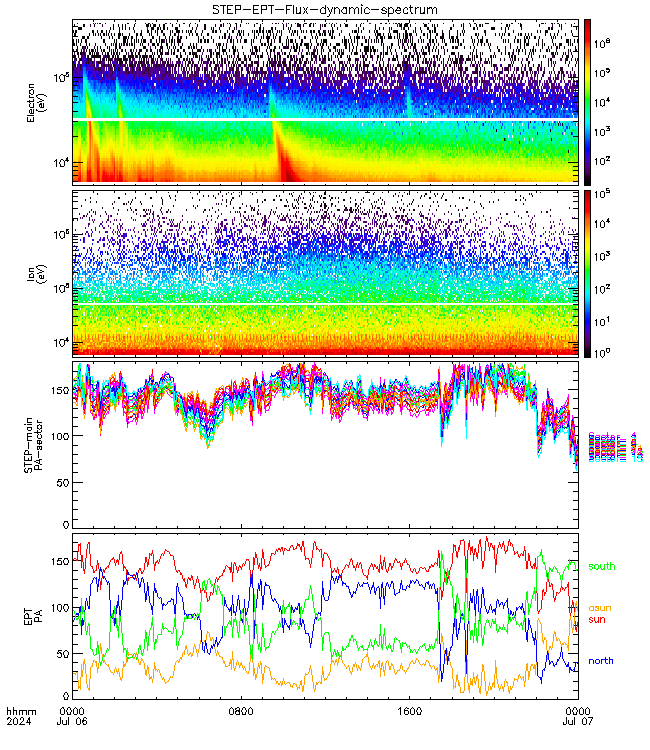 STEP-EPT-Flux-dynamic-spectrum
Electron
(eV)
10^5
10^4
10^6
10^5
10^4
10^3
10^2
Ion
(eV)
10^6
10^5
10^4
10^5
10^4
10^3
10^2
10^1
10^0
STEP-main
PA-sector
150
100
50
0
EPT
PA
150
100
50
0
south
asun
sun
north
hhmm
2024
0000
Jul 06
0800
1600
0000
Jul 07